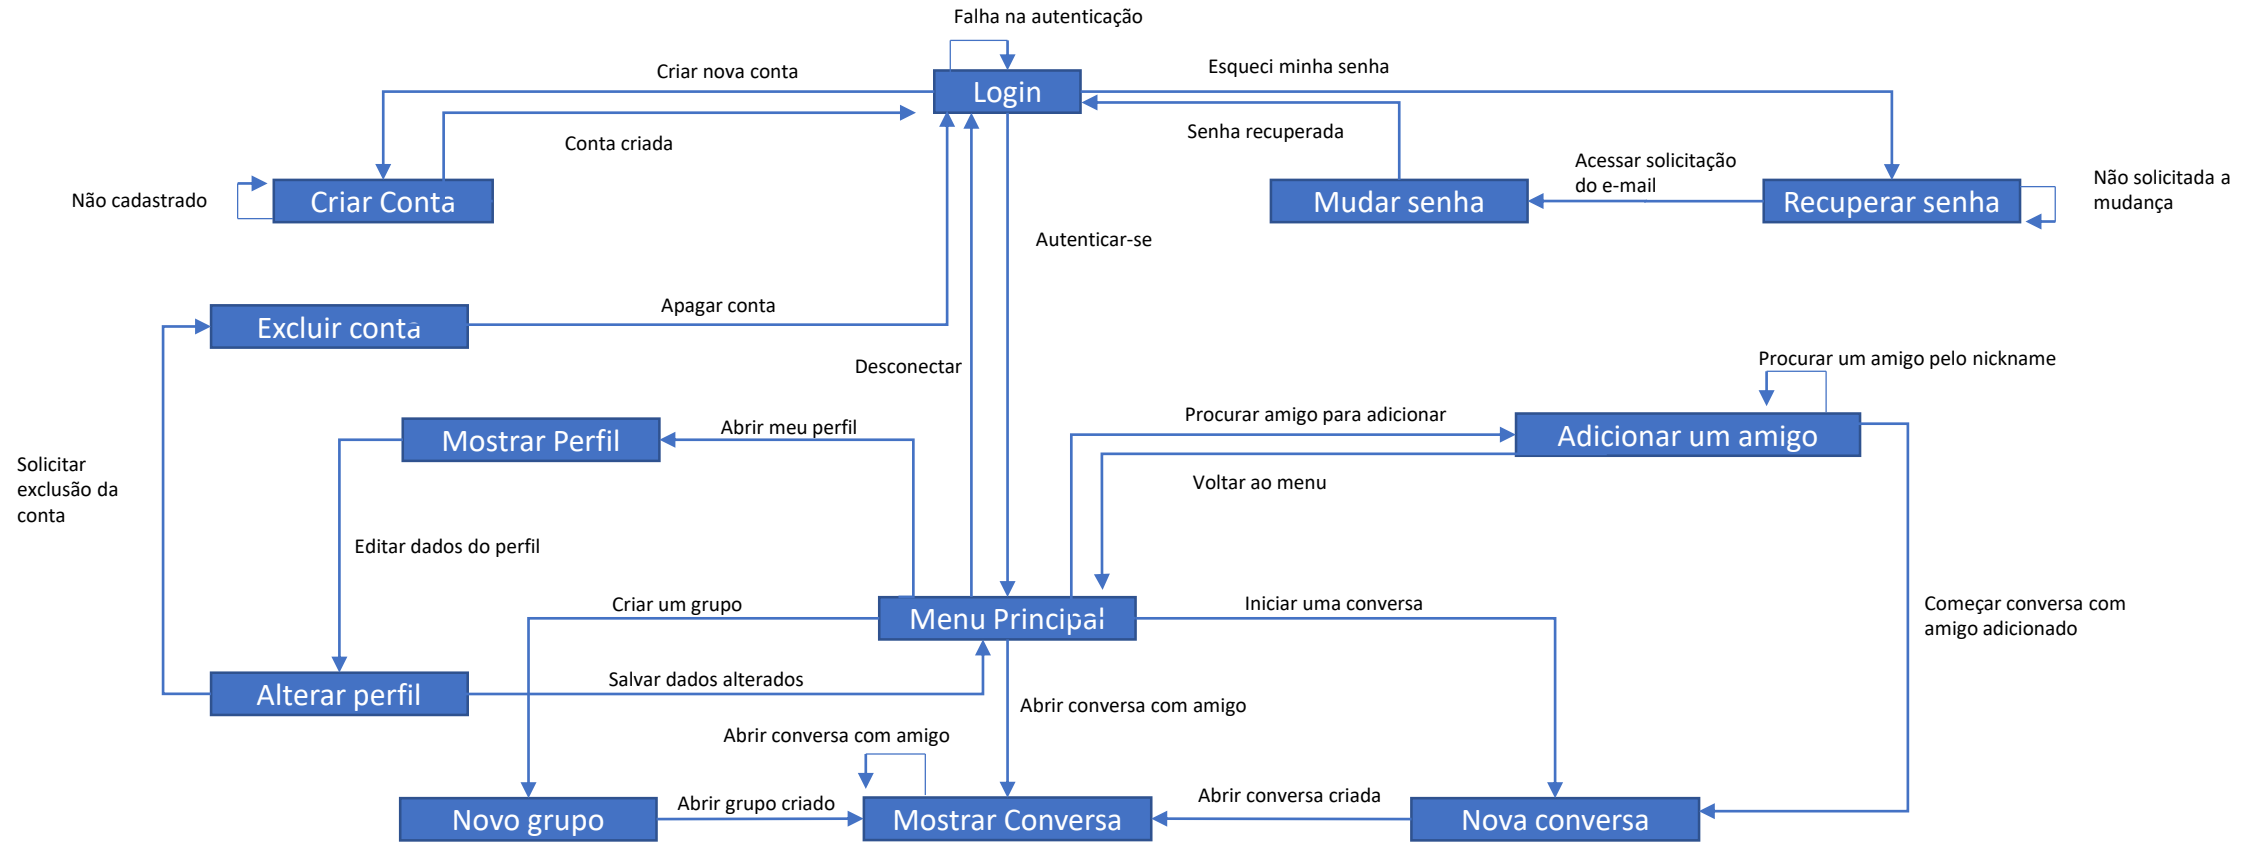 Falha na autenticação
Criar nova conta
Esqueci minha senha
Login
Conta criada
Senha recuperada
Não cadastrado
Criar Conta
Mudar senha
Acessar solicitação
do e-mail
Recuperar senha
Não solicitada a
mudança
Autenticar-se
Excluir conta
Apagar conta
Desconectar
Procurar um amigo pelo nickname
Mostrar Perfil
Abrir meu perfil
Procurar amigo para adicionar
Adicionar um amigo
Solicitar
exclusão da
conta
Voltar ao menu
Editar dados do perfil
Criar um grupo
Menu Principal
Iniciar uma conversa
Começar conversa com
amigo adicionado
Alterar perfil
Salvar dados alterados
Abrir conversa com amigo
Abrir conversa com amigo
Novo grupo
Abrir grupo criado
Mostrar Conversa
Abrir conversa criada
Nova conversa